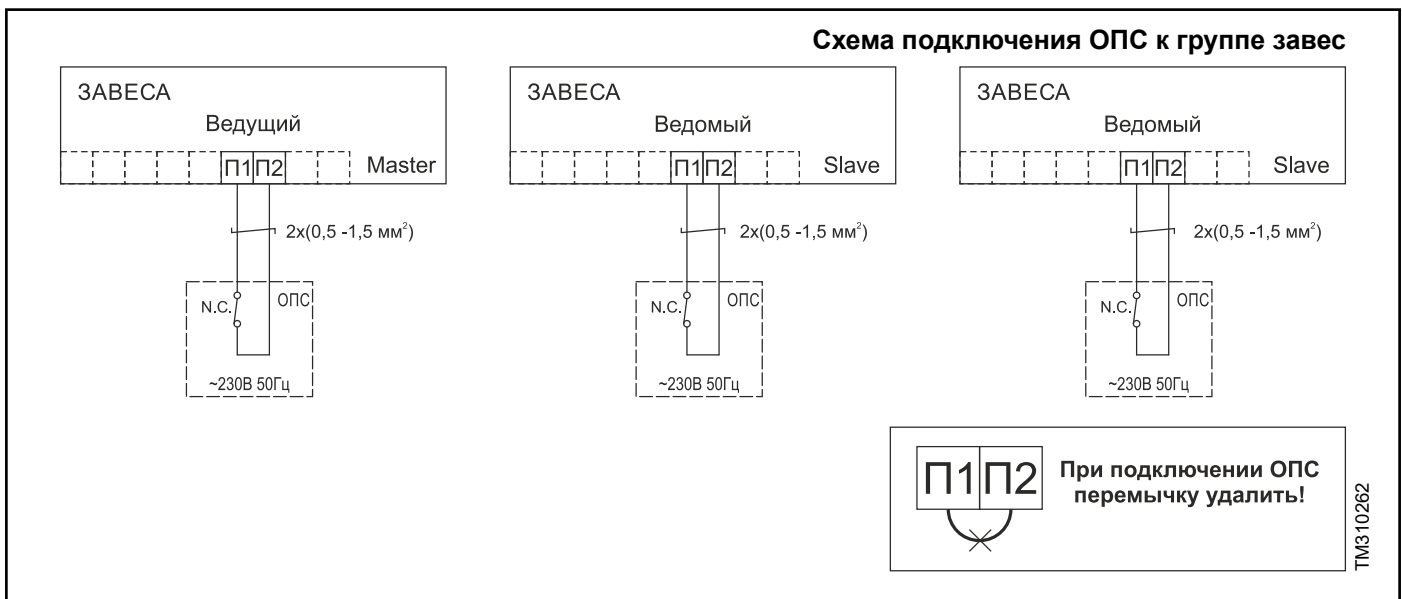 Схема подключения ОПС к группе завес
ЗАВЕСА
Ведущий
П1 П2
Master
2х(0,5 -1,5 мм²)
N.C.
ОПС
~230В 50Гц
ЗАВЕСА
Ведомый
П1 П2
Slave
2х(0,5 -1,5 мм²)
N.C.
ОПС
~230В 50Гц
ЗАВЕСА
Ведомый
П1 П2
Slave
2х(0,5 -1,5 мм²)
N.C.
ОПС
~230В 50Гц
П1 П2
При подключении ОПС
перемычку удалить!
TM310262